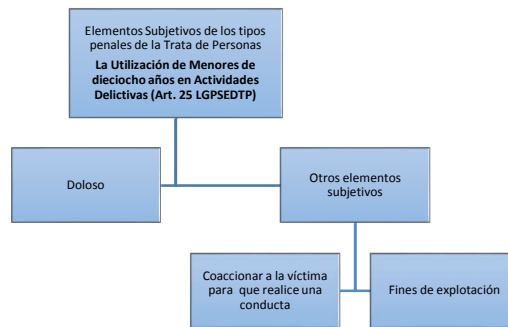 Elementos Subjetivos de los tipos
penales de la Trata de Personas
La Utilización de Menores de
dieciocho años en Actividades
Delictivas (Art. 25 LGPSEDTP)
Doloso
Otros elementos
subjetivos
Coaccionar a la víctima
para que realice una
conducta
Fines de explotación